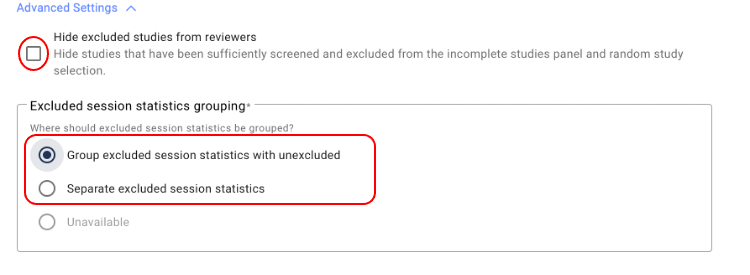 Advanced Settings
Hide excluded studies from reviewers
Hide studies that have been sufficiently screened and excluded from the incomplete studies panel and random study
selection.
Excluded session statistics grouping*
Where should excluded session statistics be grouped?
Group excluded session statistics with unexcluded
Separate excluded session statistics
Unavailable